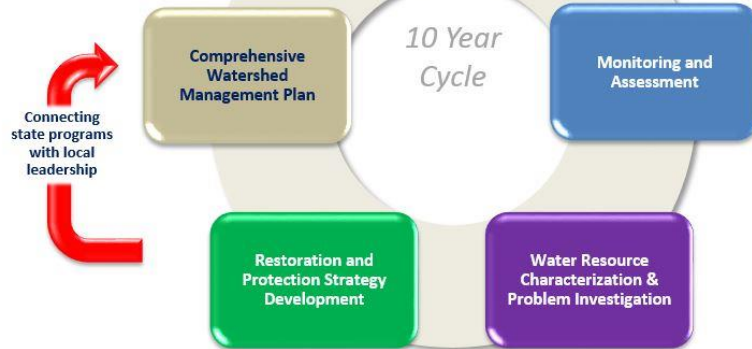 10 Year
Cycle
Comprehensive
Watershed
Management Plan
Monitoring and
Assessment
Connecting
state programs
with local
leadership
Restoration and
Protection Strategy
Development
Water Resource
Characterization &
Problem Investigation